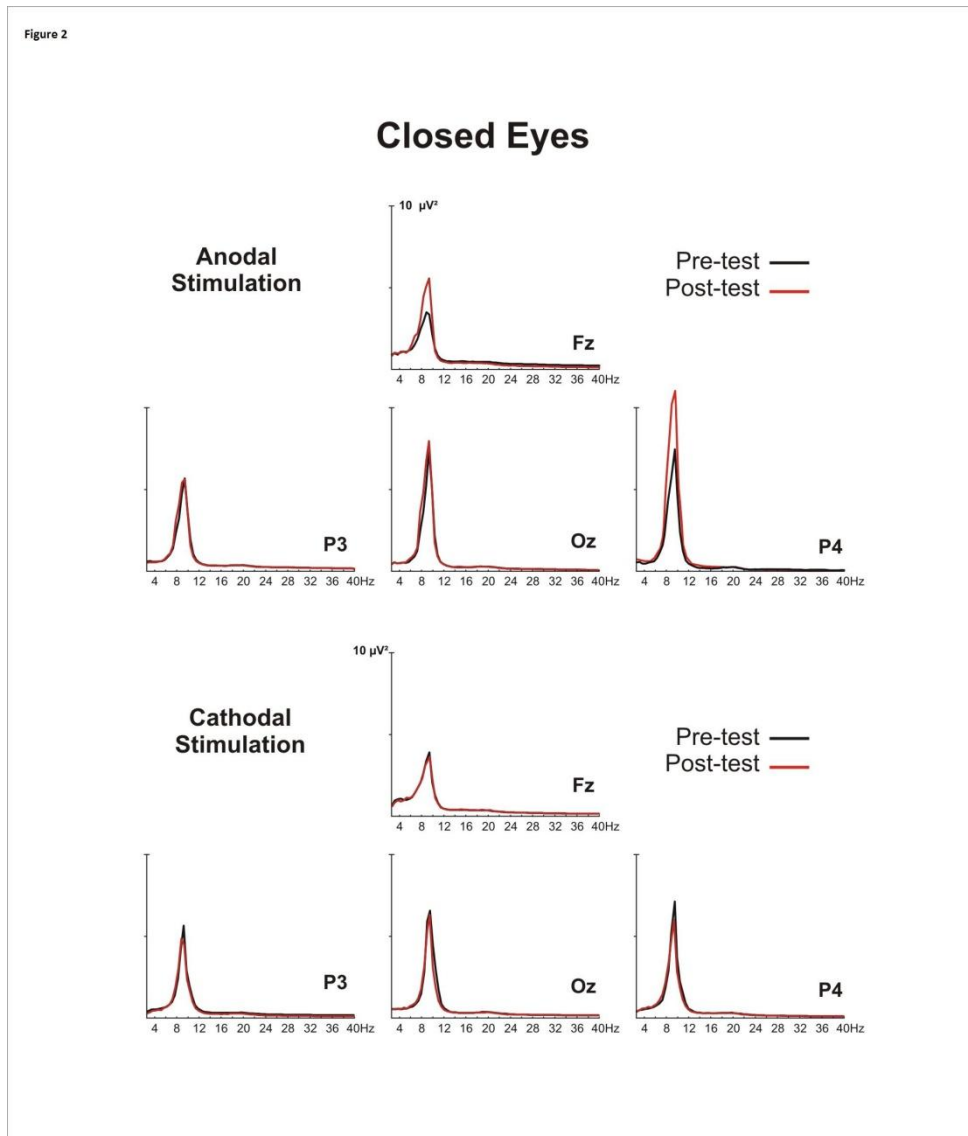 Figure 2
Closed Eyes
10 µV²
Anodal
Stimulation
Pre-test
Post-test
Fz
4 8 12 16 20 24 28 32 36 40Hz
P3
Oz
P4
4 8 12 16 20 24 28 32 36 40Hz
4 8 12 16 20 24 28 32 36 40Hz
4 8 12 16 20 24 28 32 36 40Hz
10 µV²
Cathodal
Stimulation
Pre-test
Post-test
Fz
4 8 12 16 20 24 28 32 36 40Hz
P3
Oz
P4
4 8 12 16 20 24 28 32 36 40Hz
4 8 12 16 20 24 28 32 36 40Hz
4 8 12 16 20 24 28 32 36 40Hz